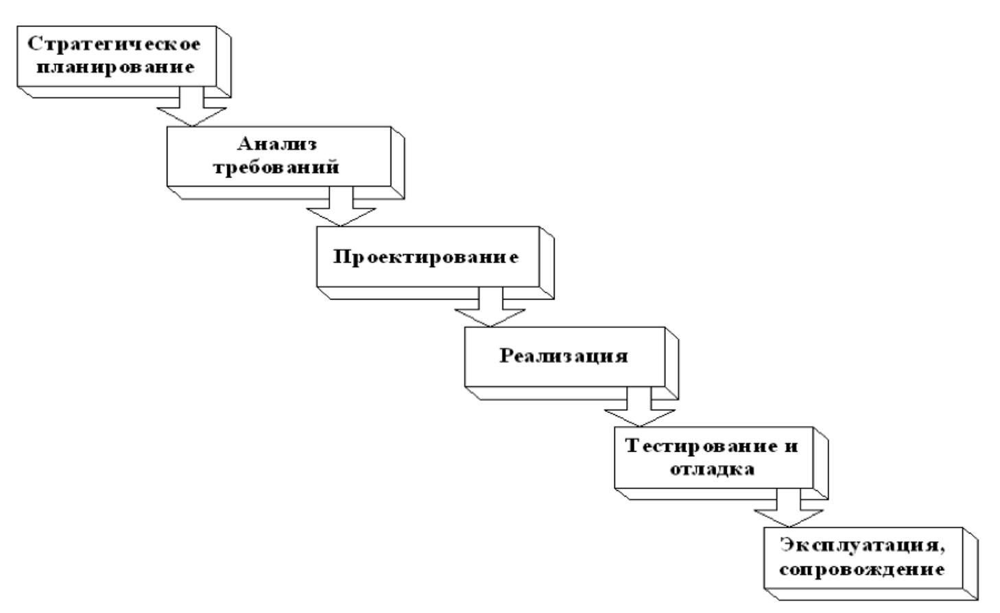 Стратегическое
планирование
Анализ
требований
Проектирование
Реализация
Тестирование и
отладка
Эксплуатация,
сопровождение